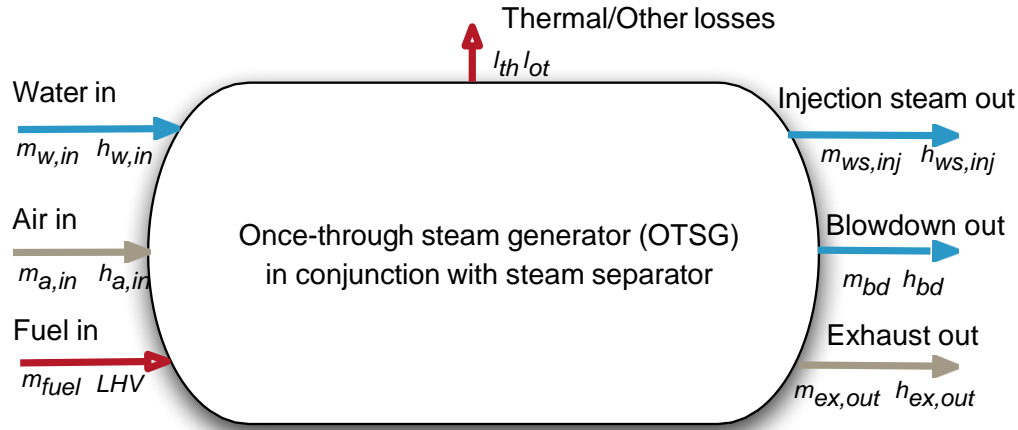 Thermal/Other losses
l_th l_ot
Water in
m_w,in h_w,in
Air in
m_a,in h_a,in
Fuel in
m_fuel LHV
Once-through steam generator (OTSG)
in conjunction with steam separator
Injection steam out
m_ws,inj h_ws,inj
Blowdown out
m_bd h_bd
Exhaust out
m_ex,out h_ex,out